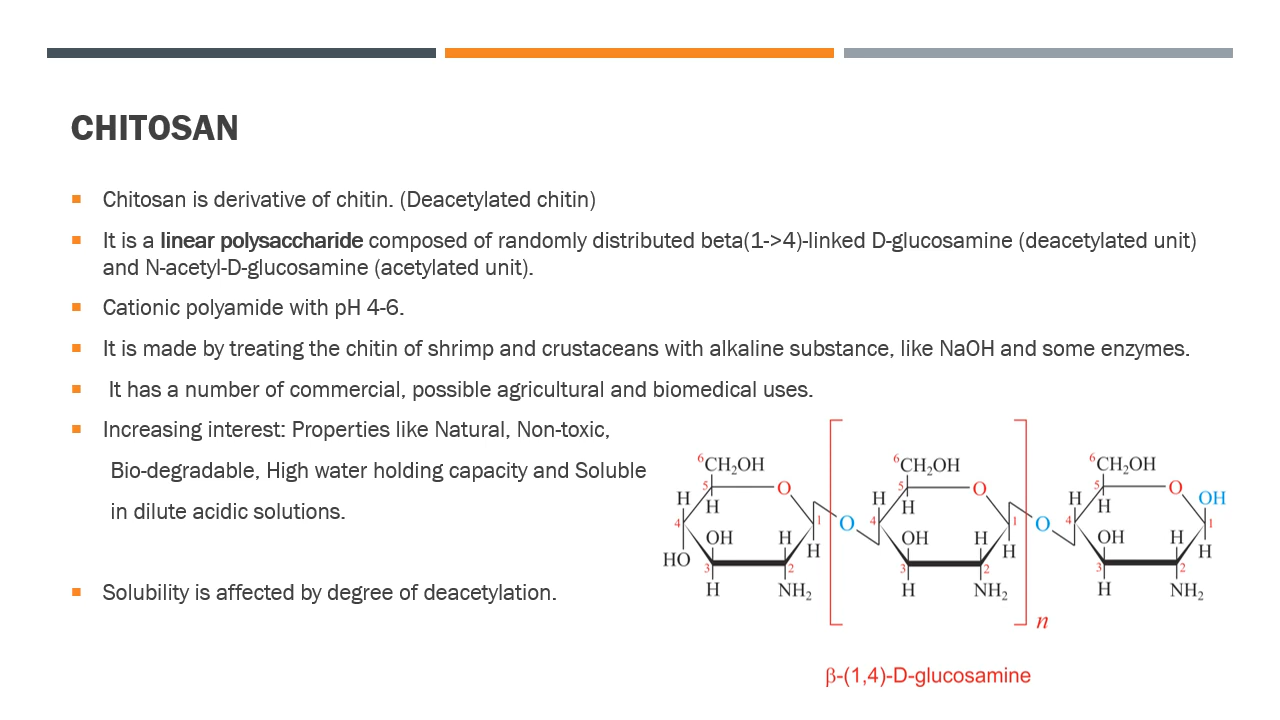 CHITOSAN
Chitosan is derivative of chitin. (Deacetylated chitin)
It is a linear polysaccharide composed of randomly distributed beta(1->4)-linked D-glucosamine (deacetylated unit)
and N-acetyl-D-glucosamine (acetylated unit).
Cationic polyamide with pH 4-6.
It is made by treating the chitin of shrimp and crustaceans with alkaline substance, like NaOH and some enzymes.
It has a number of commercial, possible agricultural and biomedical uses.
Increasing interest: Properties like Natural, Non-toxic,
Bio-degradable, High water holding capacity and Soluble
in dilute acidic solutions.
Solubility is affected by degree of deacetylation.
6CH2OH 6CH2OH 6CH2OH
5 O 5 O 5 O OH
H H H H H H
4 1 O 4 1 O 4 1
OH H OH H OH H
HO H H H
3 2 3 2 3 2
H NH2 H NH2 H NH2
n
β-(1,4)-D-glucosamine